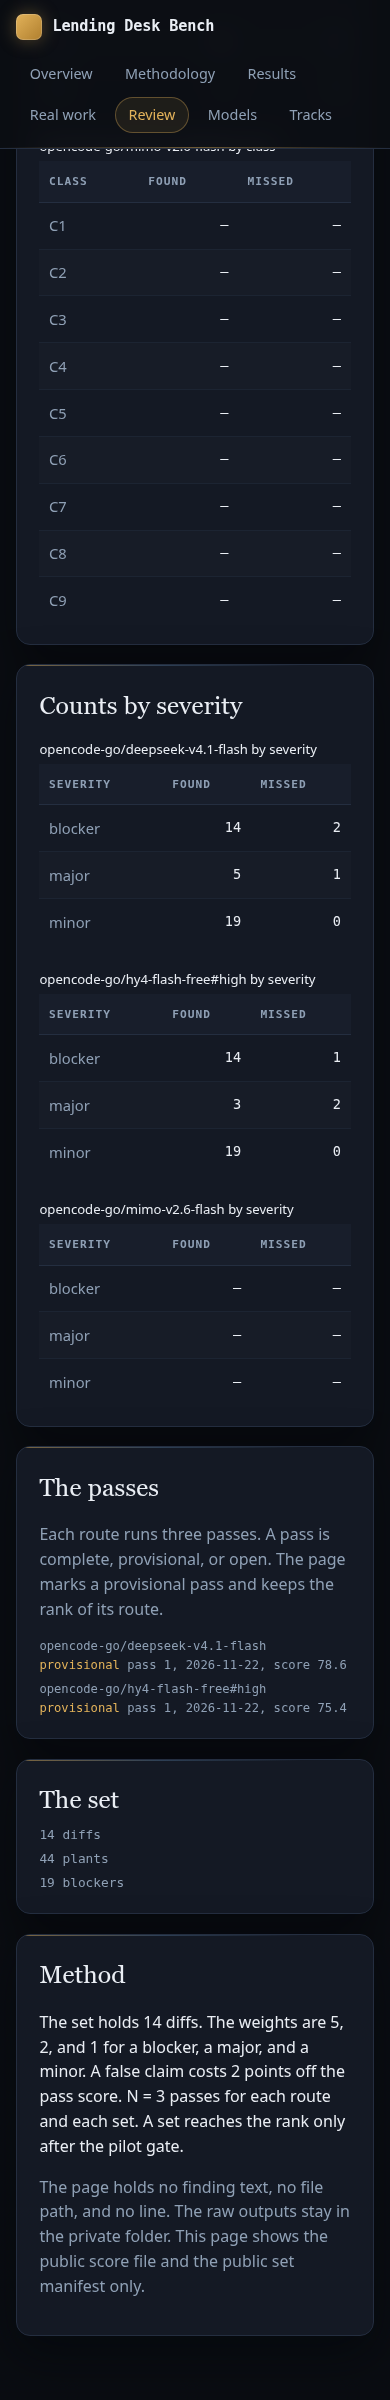 Lending Desk Bench
Overview Methodology Results
Real work Review Models Tracks
opencode-go/mimo-v2.6-flash by class
CLASS FOUND MISSED
C1 — —
C2 — —
C3 — —
C4 — —
C5 — —
C6 — —
C7 — —
C8 — —
C9 — —
Counts by severity
opencode-go/deepseek-v4.1-flash by severity
SEVERITY FOUND MISSED
blocker 14 2
major 5 1
minor 19 0
opencode-go/hy4-flash-free#high by severity
SEVERITY FOUND MISSED
blocker 14 1
major 3 2
minor 19 0
opencode-go/mimo-v2.6-flash by severity
SEVERITY FOUND MISSED
blocker — —
major — —
minor — —
The passes
Each route runs three passes. A pass is
complete, provisional, or open. The page
marks a provisional pass and keeps the
rank of its route.
opencode-go/deepseek-v4.1-flash
provisional pass 1, 2026-11-22, score 78.6
opencode-go/hy4-flash-free#high
provisional pass 1, 2026-11-22, score 75.4
The set
14 diffs
44 plants
19 blockers
Method
The set holds 14 diffs. The weights are 5,
2, and 1 for a blocker, a major, and a
minor. A false claim costs 2 points off the
pass score. N = 3 passes for each route
and each set. A set reaches the rank only
after the pilot gate.
The page holds no finding text, no file
path, and no line. The raw outputs stay in
the private folder. This page shows the
public score file and the public set
manifest only.